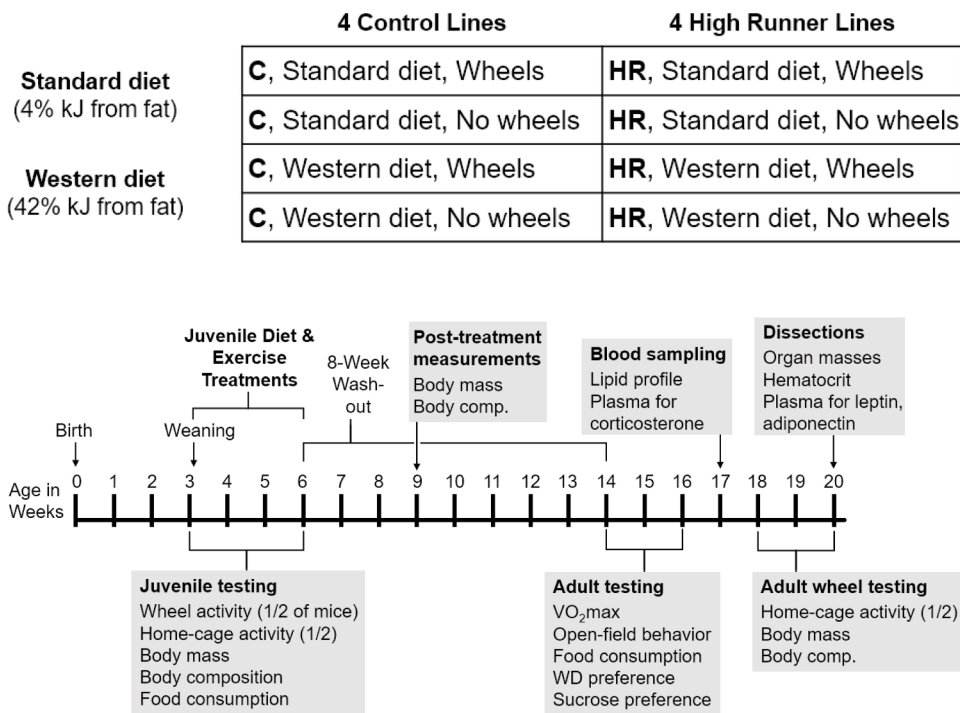 4 Control Lines
4 High Runner Lines
Standard diet
(4% kJ from fat)
C, Standard diet, Wheels
HR, Standard diet, Wheels
C, Standard diet, No wheels
HR, Standard diet, No wheels
Western diet
(42% kJ from fat)
C, Western diet, Wheels
HR, Western diet, Wheels
C, Western diet, No wheels
HR, Western diet, No wheels
Juvenile Diet &
Exercise
Treatments
8-Week
Wash-
out
Post-treatment
measurements
Body mass
Body comp.
Blood sampling
Lipid profile
Plasma for
corticosterone
Dissections
Organ masses
Hematocrit
Plasma for leptin,
adiponectin
Birth
Weaning
Age in
Weeks
0 1 2 3 4 5 6 7 8 9 10 11 12 13 14 15 16 17 18 19 20
Juvenile testing
Wheel activity (1/2 of mice)
Home-cage activity (1/2)
Body mass
Body composition
Food consumption
Adult testing
VO₂max
Open-field behavior
Food consumption
WD preference
Sucrose preference
Adult wheel testing
Home-cage activity (1/2)
Body mass
Body comp.